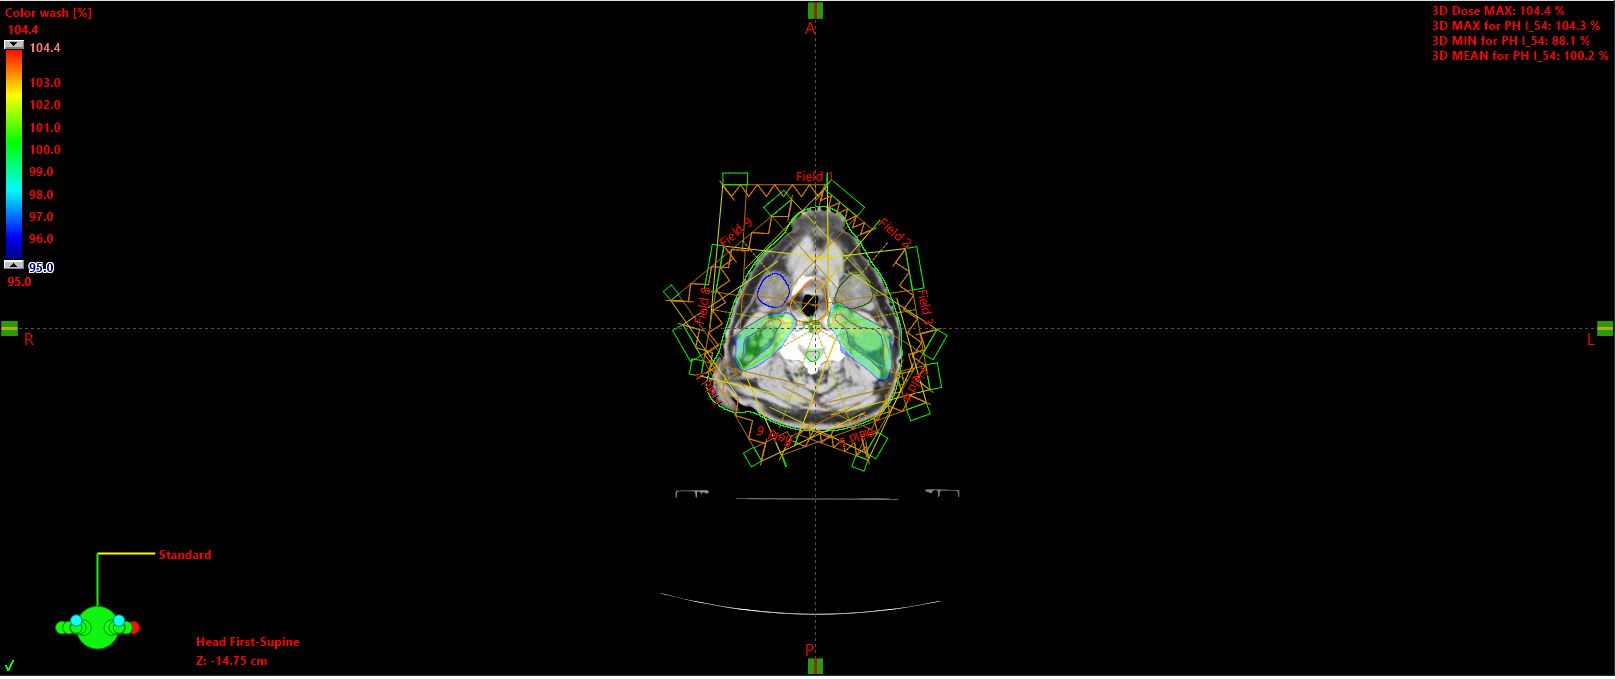 Color wash [%]
104.4
104.4
103.0
102.0
101.0
100.0
99.0
98.0
97.0
96.0
95.0
95.0
3D Dose MAX: 104.4 %
3D MAX for PH I_54: 104.3 %
3D MIN for PH I_54: 88.1 %
3D MEAN for PH I_54: 100.2 %
A
Field 1
Field 9
Field 2
Field 8
Field 3
R
L
Field 6
Field 5
P
Standard
Head First-Supine
Z: -14.75 cm